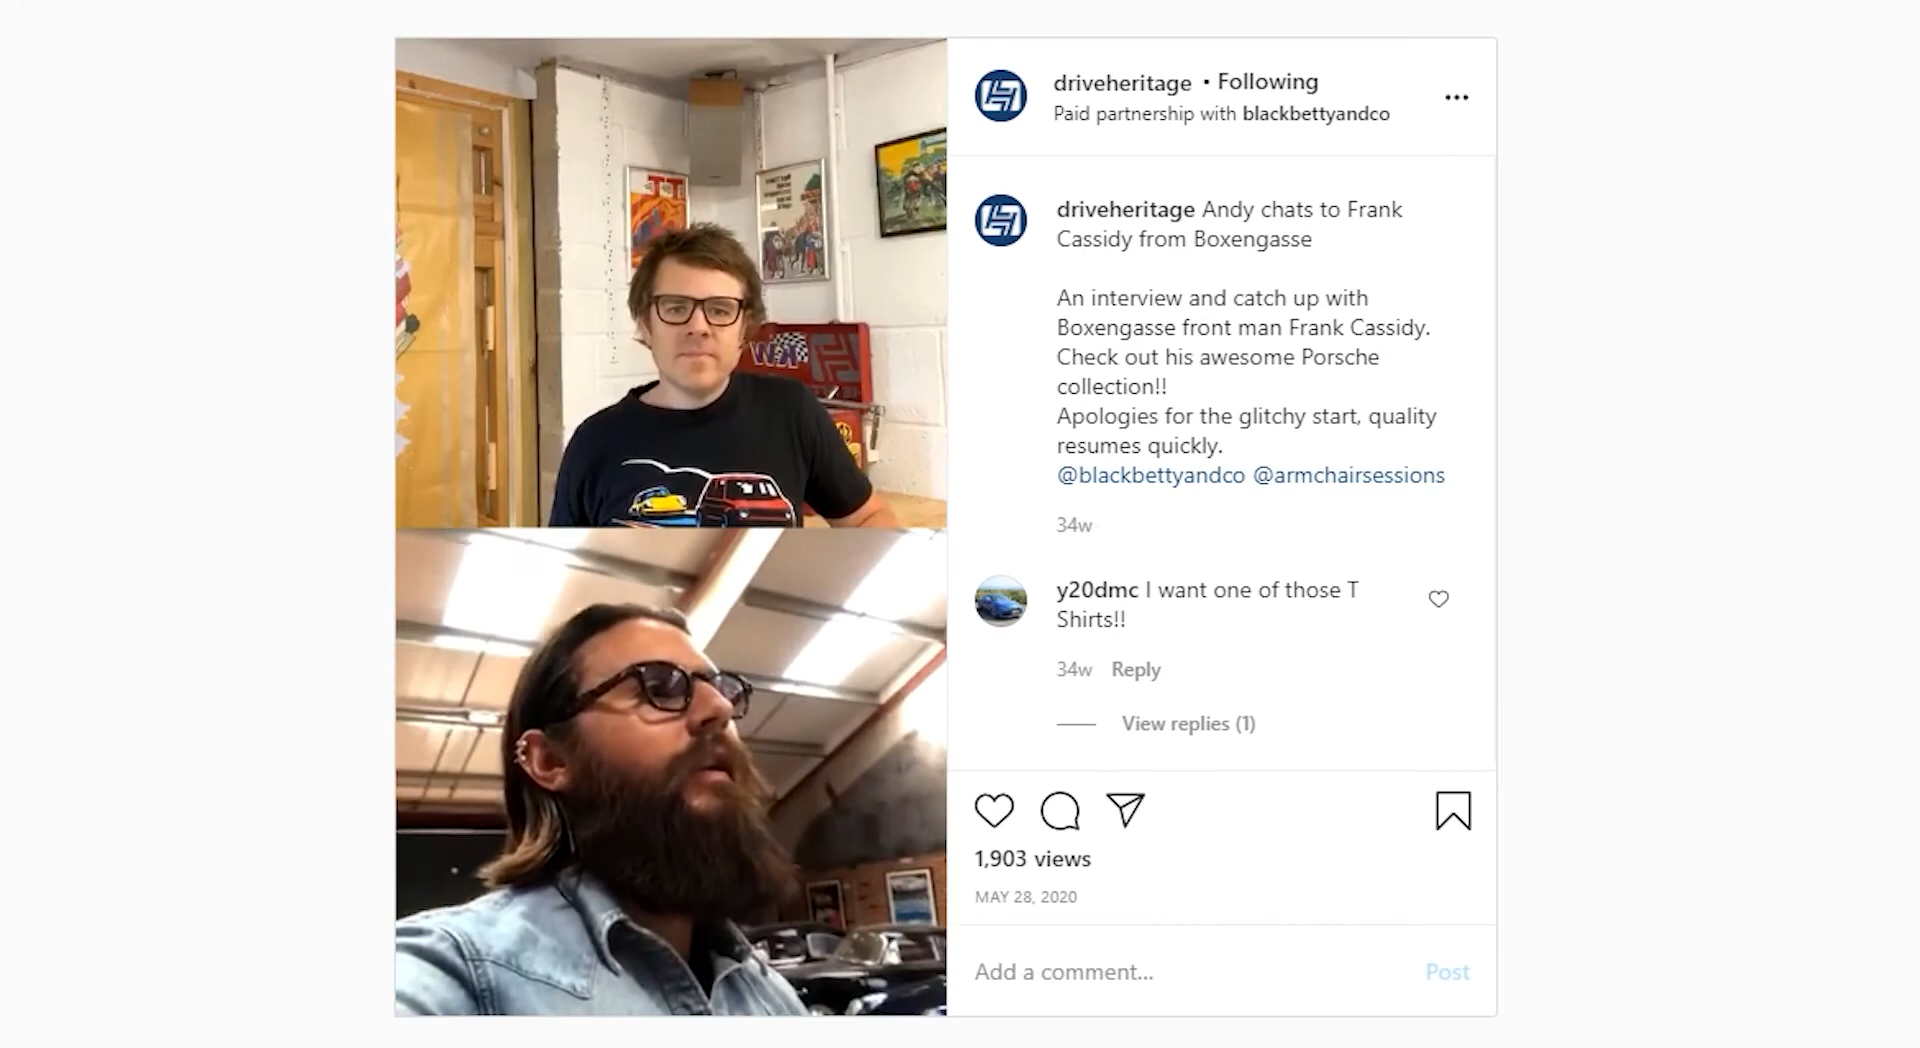 driveheritage • Following
Paid partnership with blackbettyandco
driveheritage Andy chats to Frank
Cassidy from Boxengasse
An interview and catch up with
Boxengasse front man Frank Cassidy.
Check out his awesome Porsche
collection!!
Apologies for the glitchy start, quality
resumes quickly.
@blackbettyandco @armchairsessions
34w
y20dmc I want one of those T
Shirts!!
34w Reply
View replies (1)
1,903 views
MAY 28, 2020
Add a comment...
Post
TT